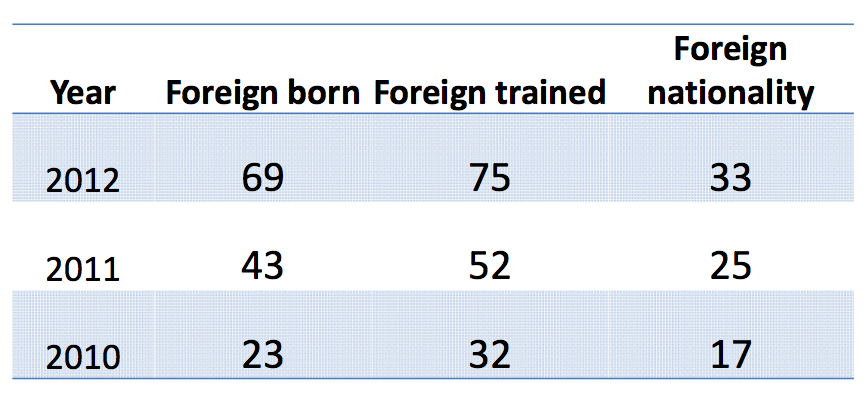 Year Foreign born Foreign trained Foreign nationality
2012 69 75 33
2011 43 52 25
2010 23 32 17